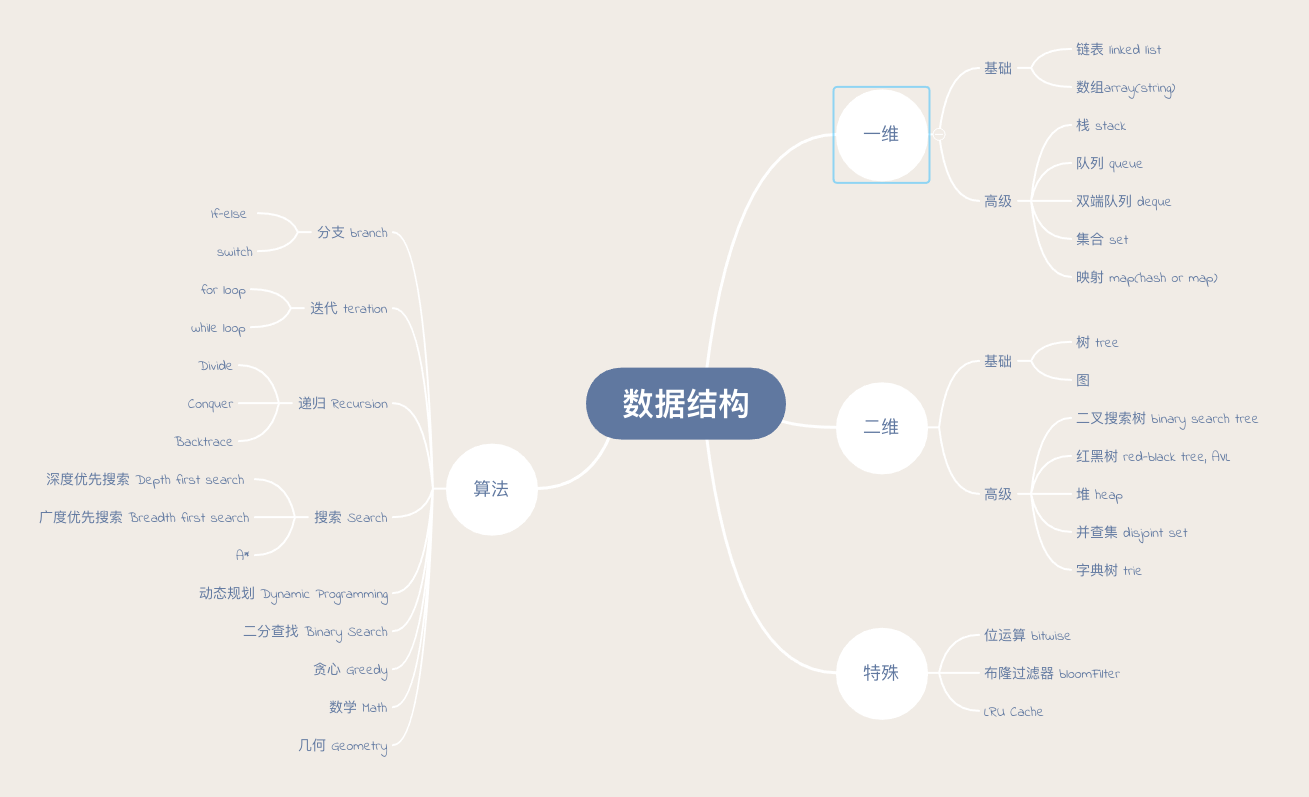 数据结构
一维
基础
链表 linked list
数组array(string)
高级
栈 stack
队列 queue
双端队列 deque
集合 set
映射 map(hash or map)
二维
基础
树 tree
图
高级
二叉搜索树 binary search tree
红黑树 red-black tree, AVL
堆 heap
并查集 disjoint set
字典树 trie
特殊
位运算 bitwise
布隆过滤器 bloomFilter
LRU Cache
算法
分支 branch
If-else
switch
迭代 teration
for loop
while loop
递归 Recursion
Divide
Conquer
Backtrace
搜索 Search
深度优先搜索 Depth first search
广度优先搜索 Breadth first search
A*
动态规划 Dynamic Programming
二分查找 Binary Search
贪心 Greedy
数学 Math
几何 Geometry